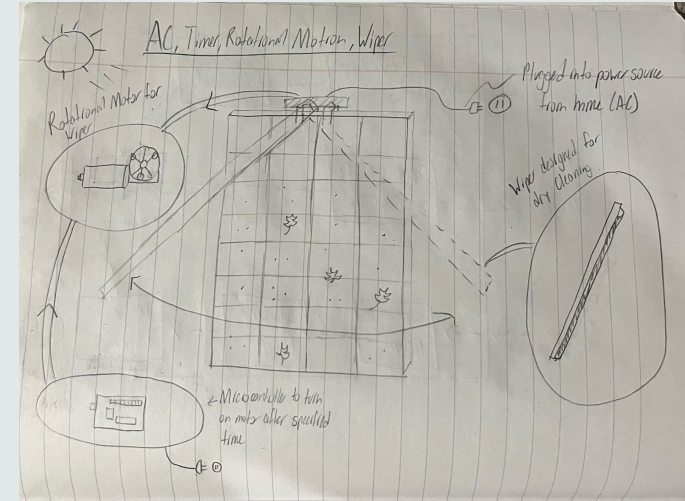 AC, Timer, Rotational Motion, Wiper
Plugged into power source
from home (AC)
Rotational Motor for
wiper
Wiper designed for
dry cleaning
Microcontroller to turn
on motor after specified
time